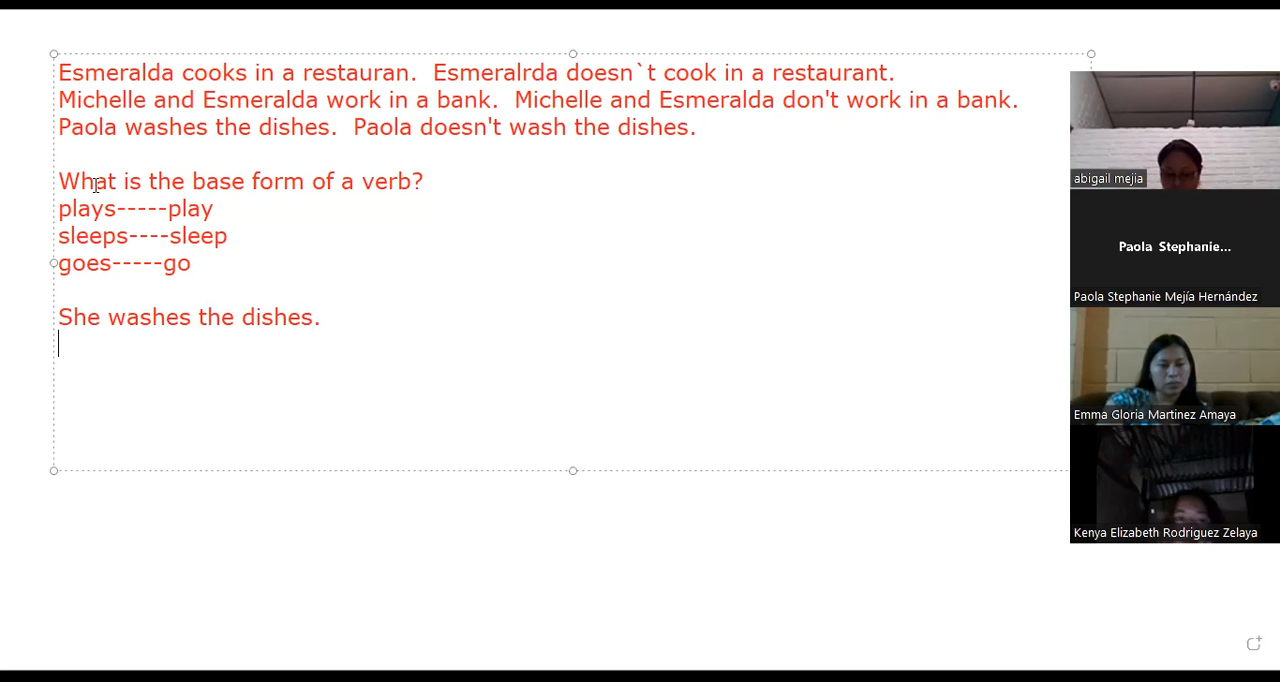 Esmeralda cooks in a restauran.  Esmeralrda doesn`t cook in a restaurant.
Michelle and Esmeralda work in a bank.  Michelle and Esmeralda don't work in a bank.
Paola washes the dishes.  Paola doesn't wash the dishes.
What is the base form of a verb?
plays-----play
sleeps----sleep
goes-----go
She washes the dishes.
abigail mejia
Paola Stephanie...
Paola Stephanie Mejía Hernández
Emma Gloria Martinez Amaya
Kenya Elizabeth Rodriguez Zelaya